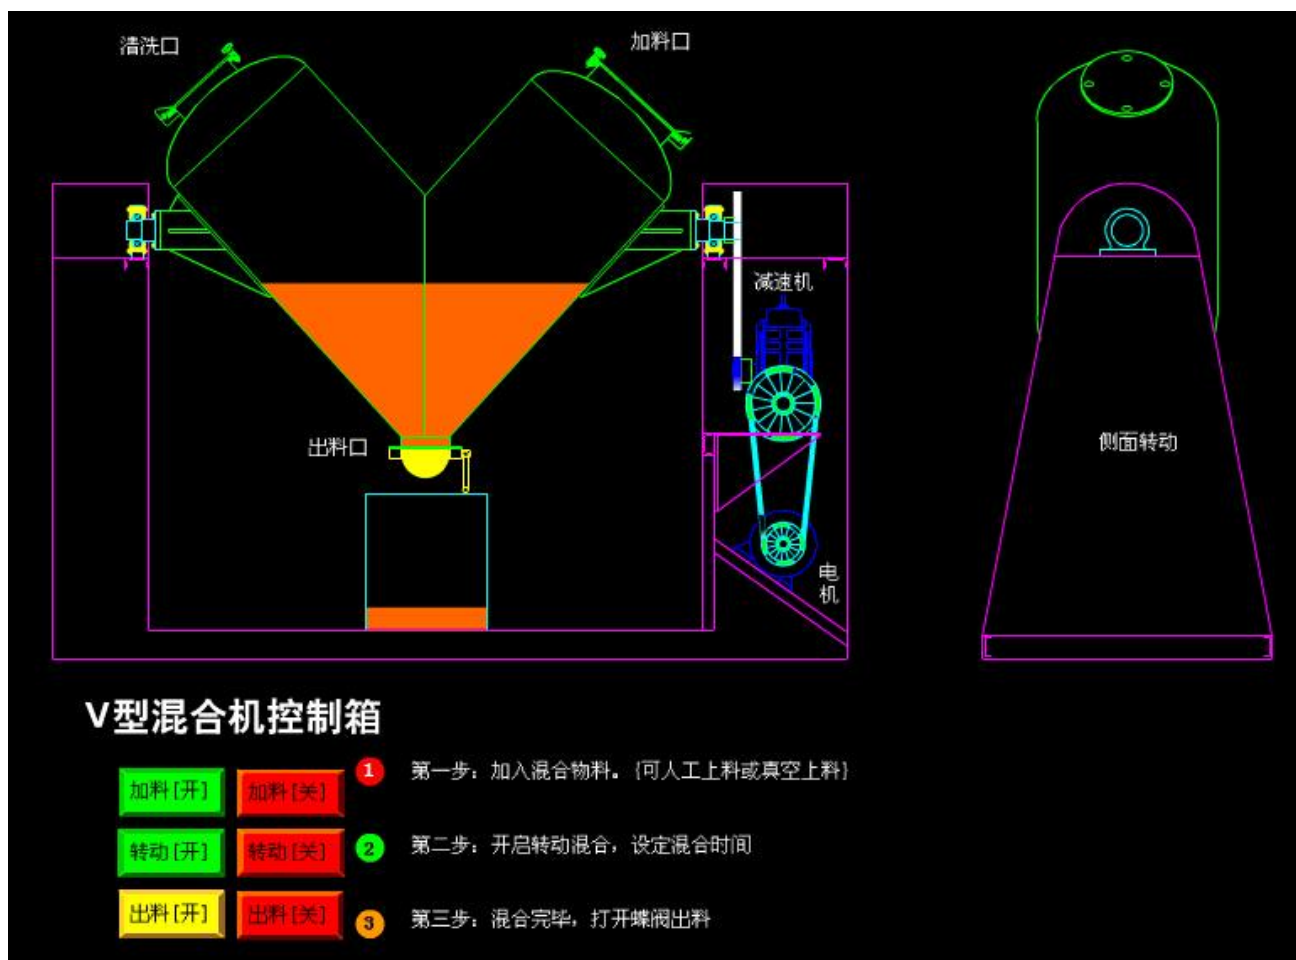 清洗口
加料口
减速机
出料口
侧面转动
电
机
V型混合机控制箱
加料[开] 加料[关] 1 第一步：加入混合物料。{可人工上料或真空上料}
转动[开] 转动[关] 2 第二步：开启转动混合，设定混合时间
出料[开] 出料[关] 3 第三步：混合完毕，打开蝶阀出料